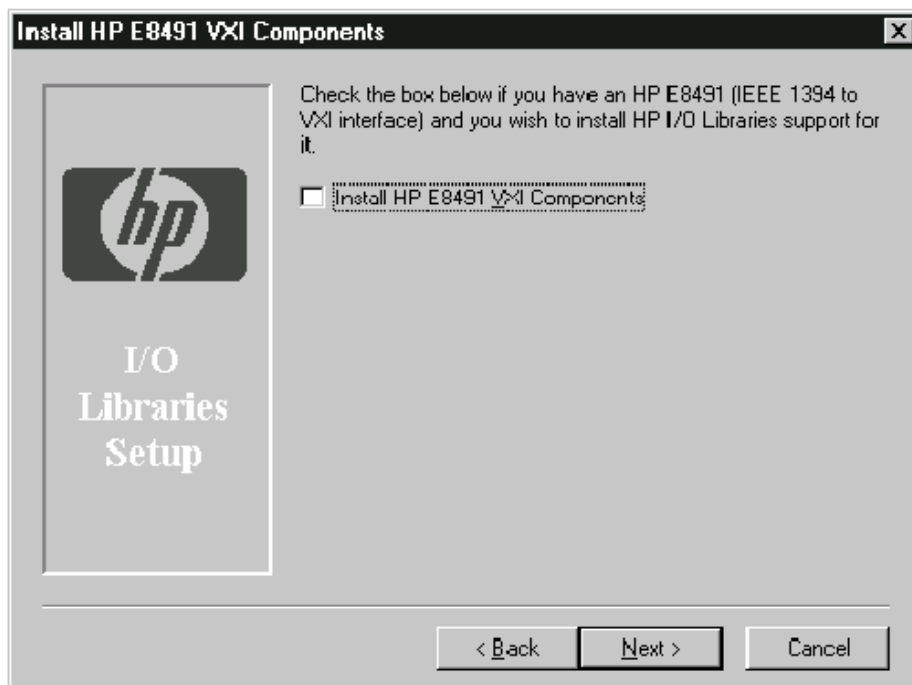 Install HP E8491 VXI Components
Check the box below if you have an HP E8491 (IEEE 1394 to
VXI interface) and you wish to install HP I/O Libraries support for
it.
Install HP E8491 VXI Components
hp
I/O
Libraries
Setup
< Back
Next >
Cancel